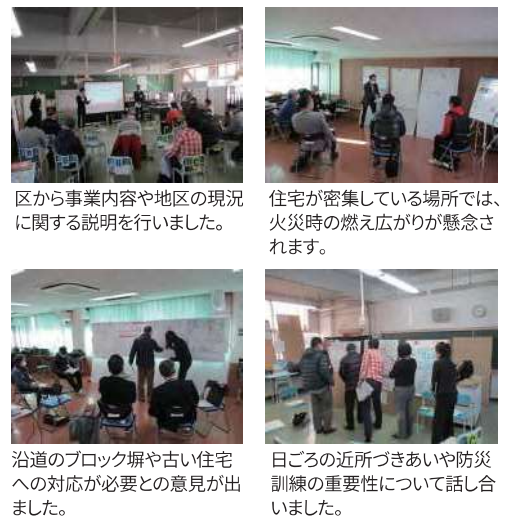 区から事業内容や地区の現況
に関する説明を行いました。
住宅が密集している場所では、
火災時の燃え広がりが懸念さ
れます。
沿道のブロック塀や古い住宅
への対応が必要との意見が出
ました。
日ごろの近所づきあいや防災
訓練の重要性について話し合
いました。